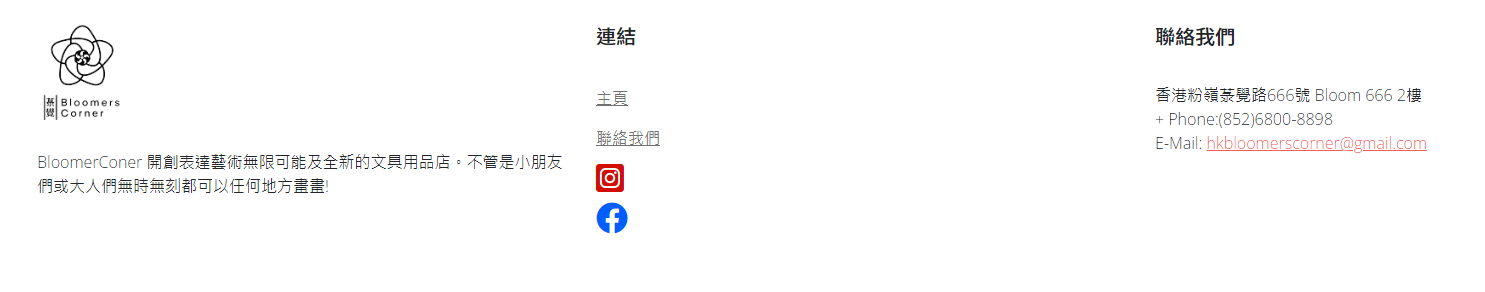 棻覺 Bloomers
Corner
BloomerConer 開創表達藝術無限可能及全新的文具用品店。不管是小朋友
們或大人們無時無刻都可以任何地方畫畫!
連結
主頁
聯絡我們
聯絡我們
香港粉嶺棻覺路666號 Bloom 666 2樓
+ Phone:(852)6800-8898
E-Mail: hkbloomerscorner@gmail.com